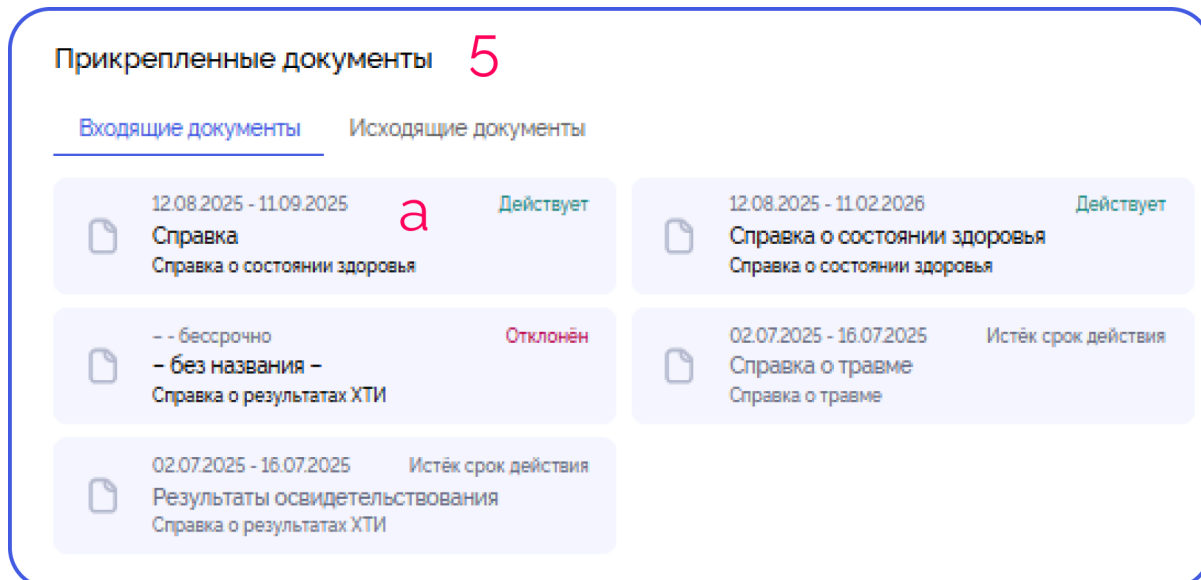 Прикрепленные документы 5
Входящие документы Исходящие документы
12.08.2025 - 11.09.2025 a Действует
Справка
Справка о состоянии здоровья
12.08.2025 - 11.02.2026 Действует
Справка о состоянии здоровья
Справка о состоянии здоровья
– - бессрочно Отклонён
– без названия –
Справка о результатах ХТИ
02.07.2025 - 16.07.2025 Истёк срок действия
Справка о травме
Справка о травме
02.07.2025 - 16.07.2025 Истёк срок действия
Результаты освидетельствования
Справка о результатах ХТИ